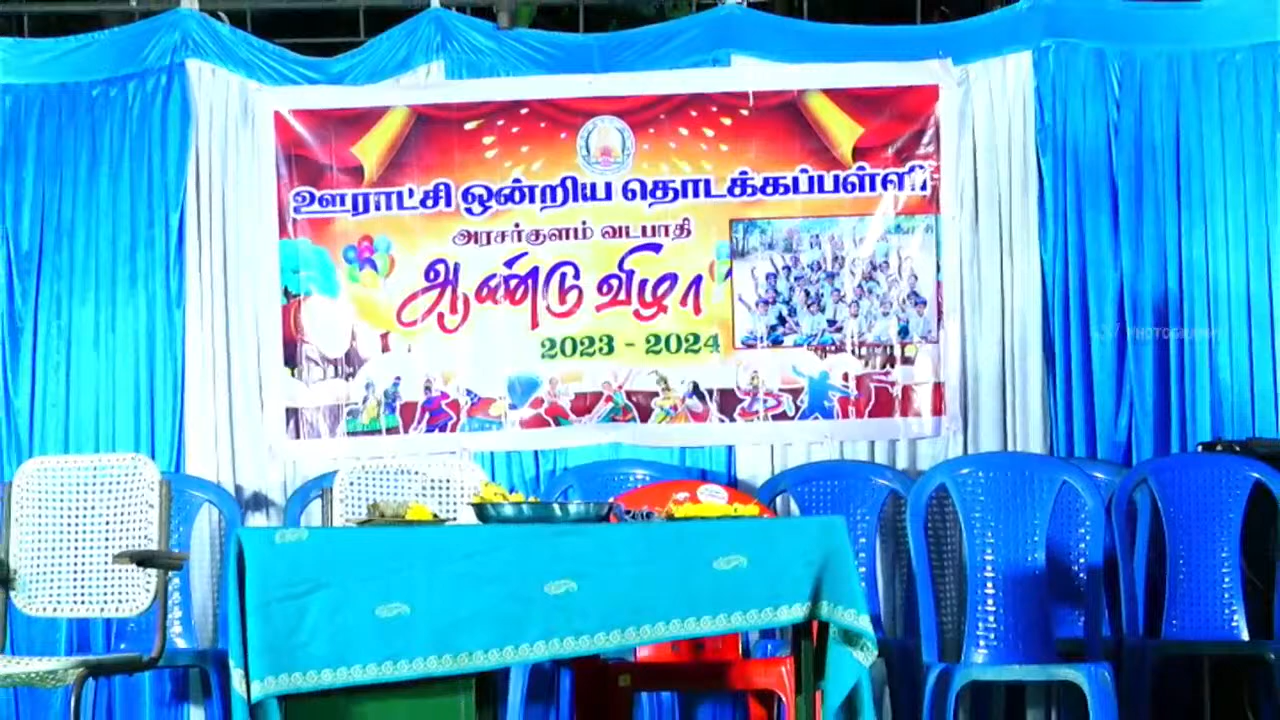 ஊராட்சி ஒன்றிய தொடக்கப்பள்ளி
அரசர்குளம் வடபாதி
ஆண்டு விழா
2023 - 2024